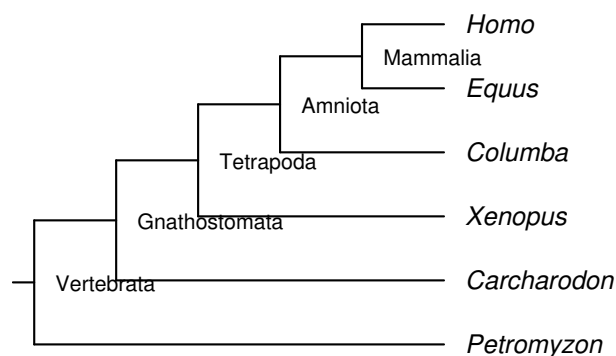 Homo
Mammalia
Equus
Amniota
Columba
Tetrapoda
Xenopus
Gnathostomata
Carcharodon
Vertebrata
Petromyzon